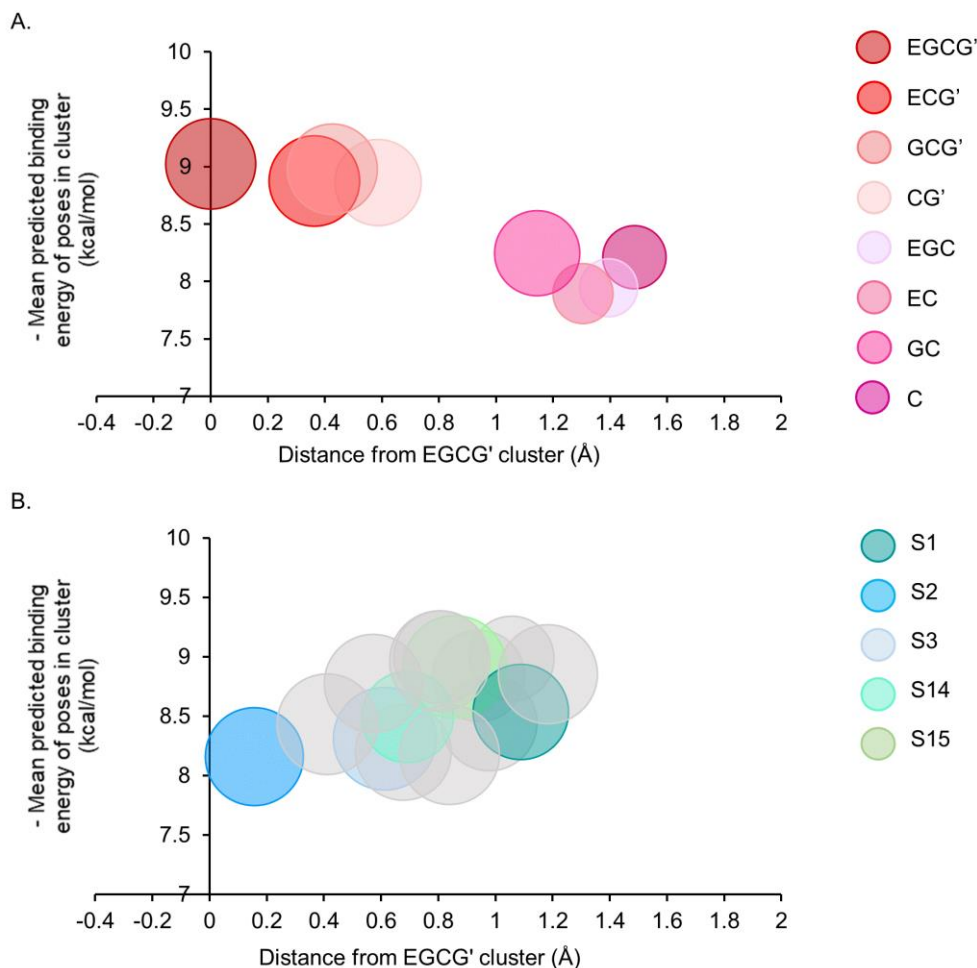 A.
- Mean predicted binding
energy of poses in cluster
(kcal/mol)
10
9.5
9
8.5
8
7.5
7
-0.4 -0.2 0 0.2 0.4 0.6 0.8 1 1.2 1.4 1.6 1.8 2
Distance from EGCG' cluster (Å)
EGCG'
ECG'
GCG'
CG'
EGC
EC
GC
C
B.
- Mean predicted binding
energy of poses in cluster
(kcal/mol)
10
9.5
9
8.5
8
7.5
7
-0.4 -0.2 0 0.2 0.4 0.6 0.8 1 1.2 1.4 1.6 1.8 2
Distance from EGCG' cluster (Å)
S1
S2
S3
S14
S15